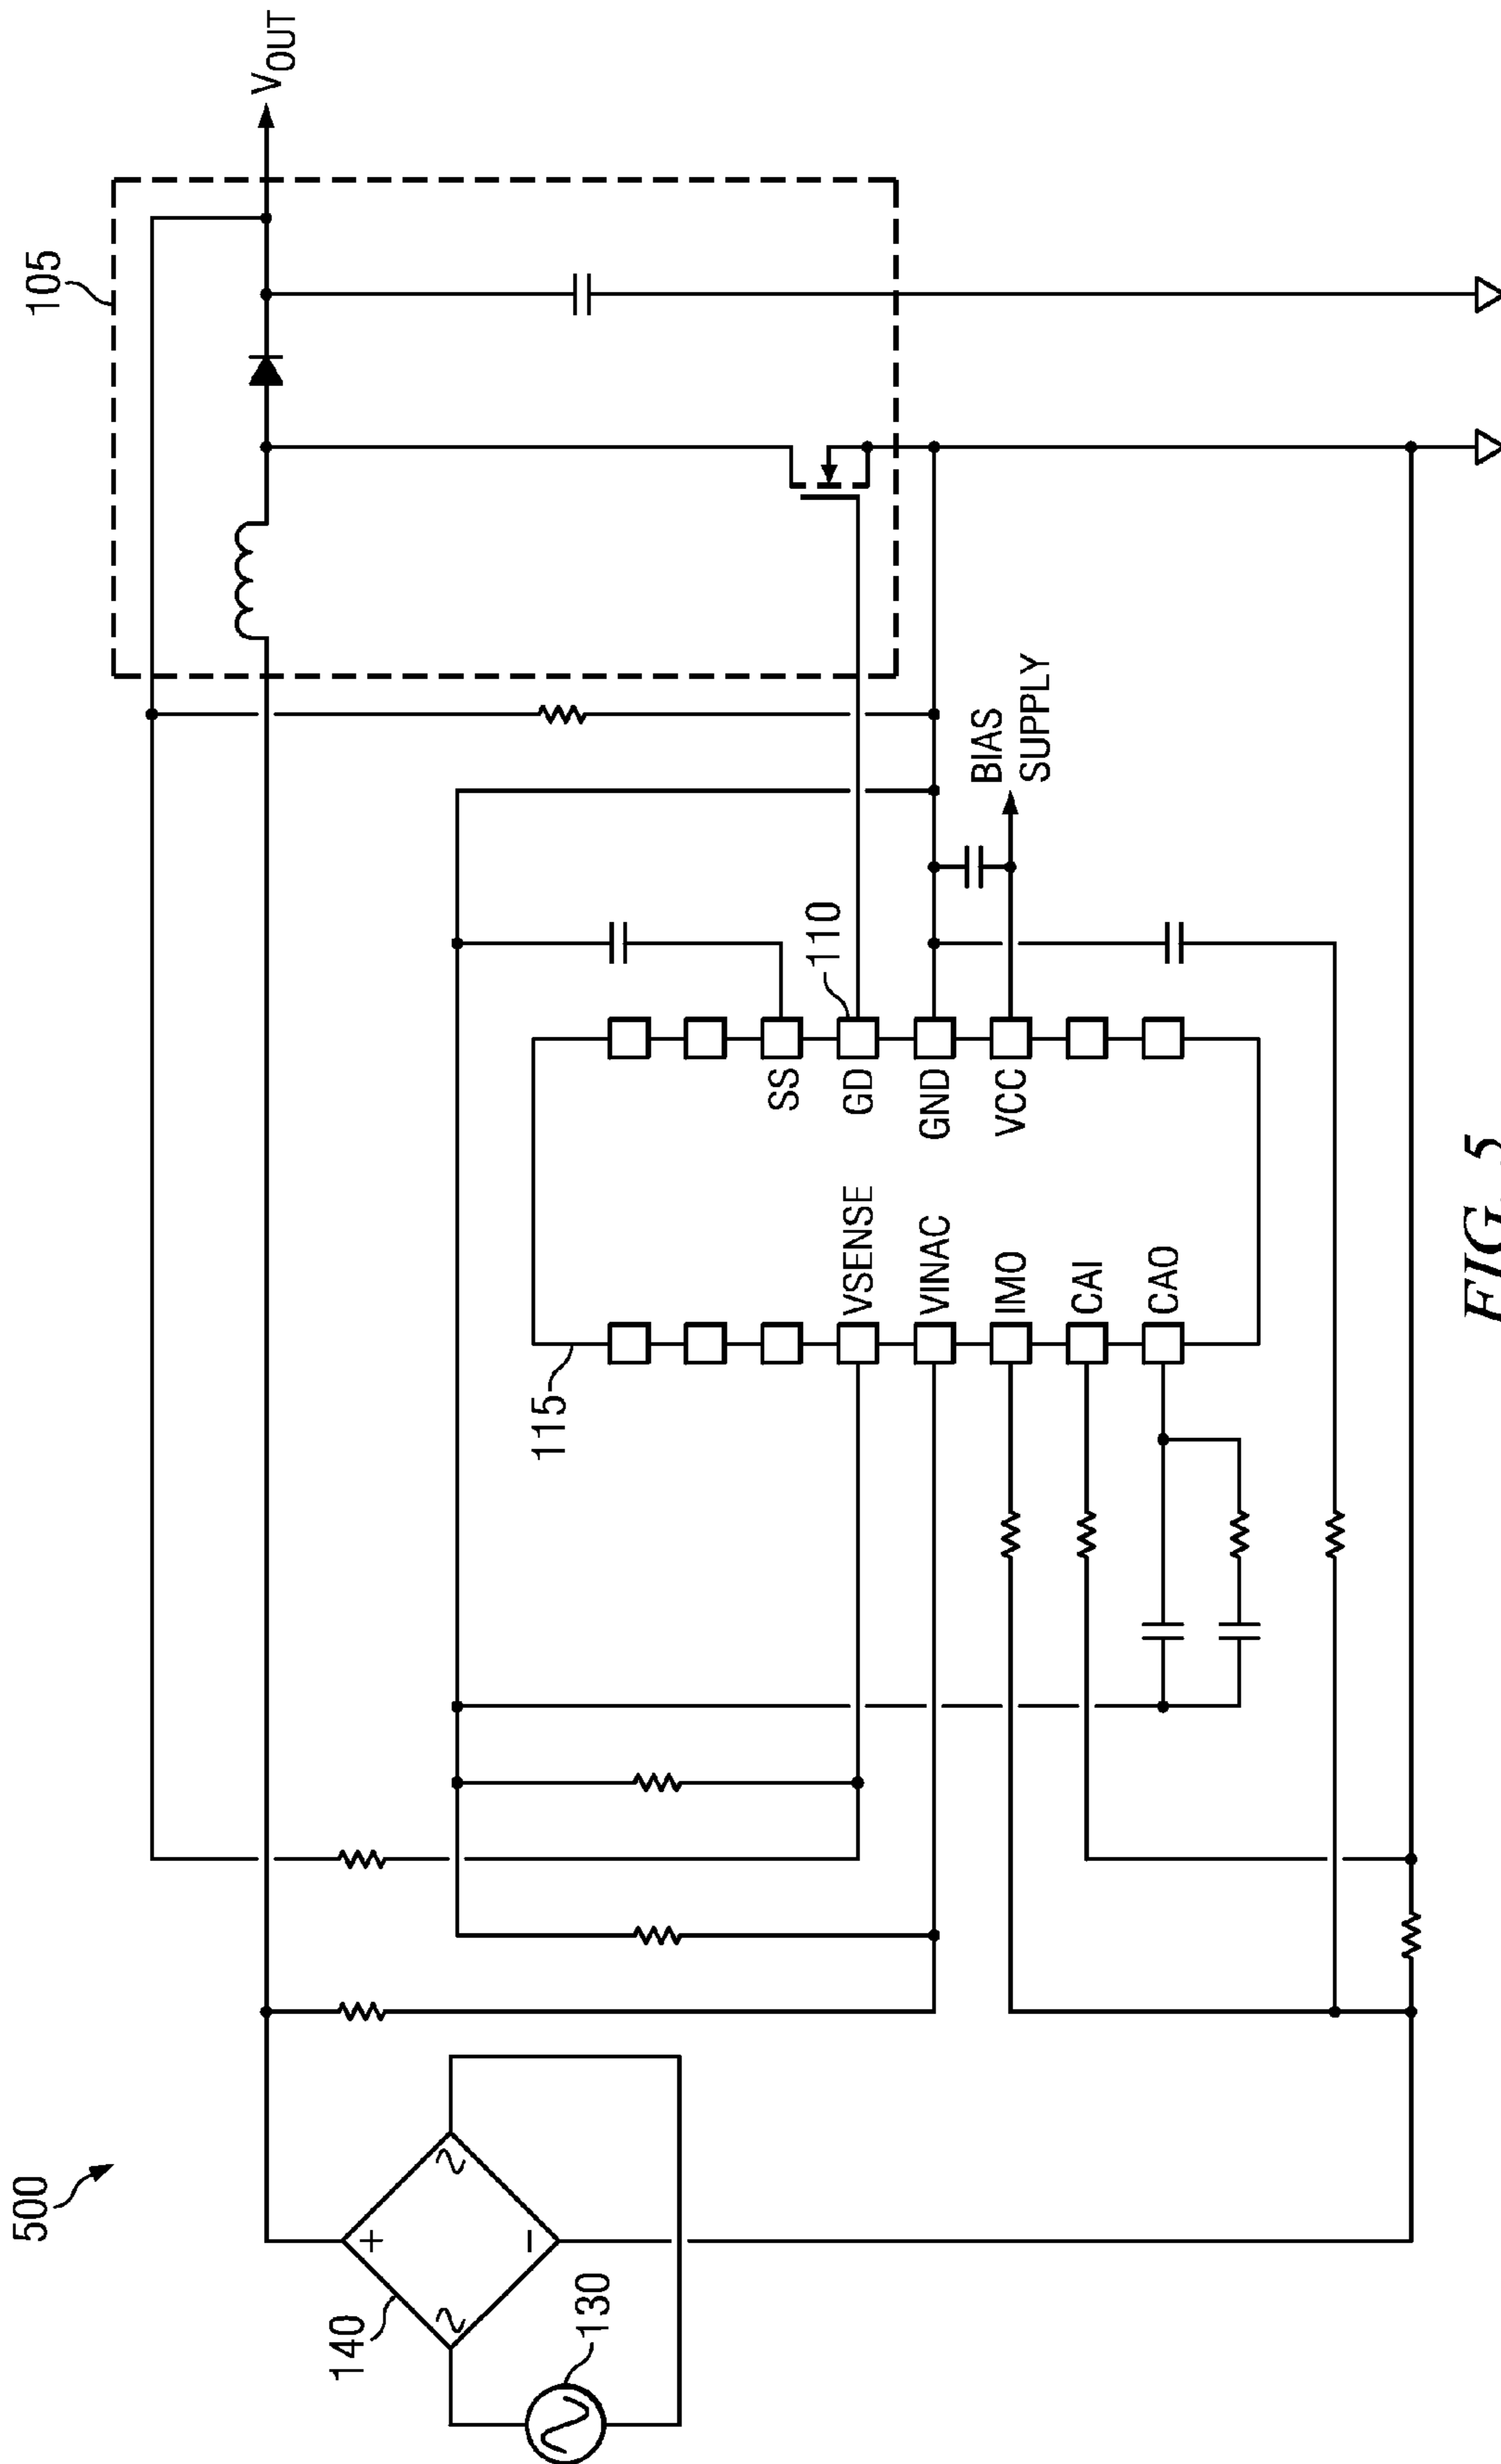 500
105
V_OUT
140
130
115
VSENSE
VINAC
IMO
CAI
CAO
SS
GD
GND
VCC
110
BIAS
SUPPLY
+
−
FIG. 5